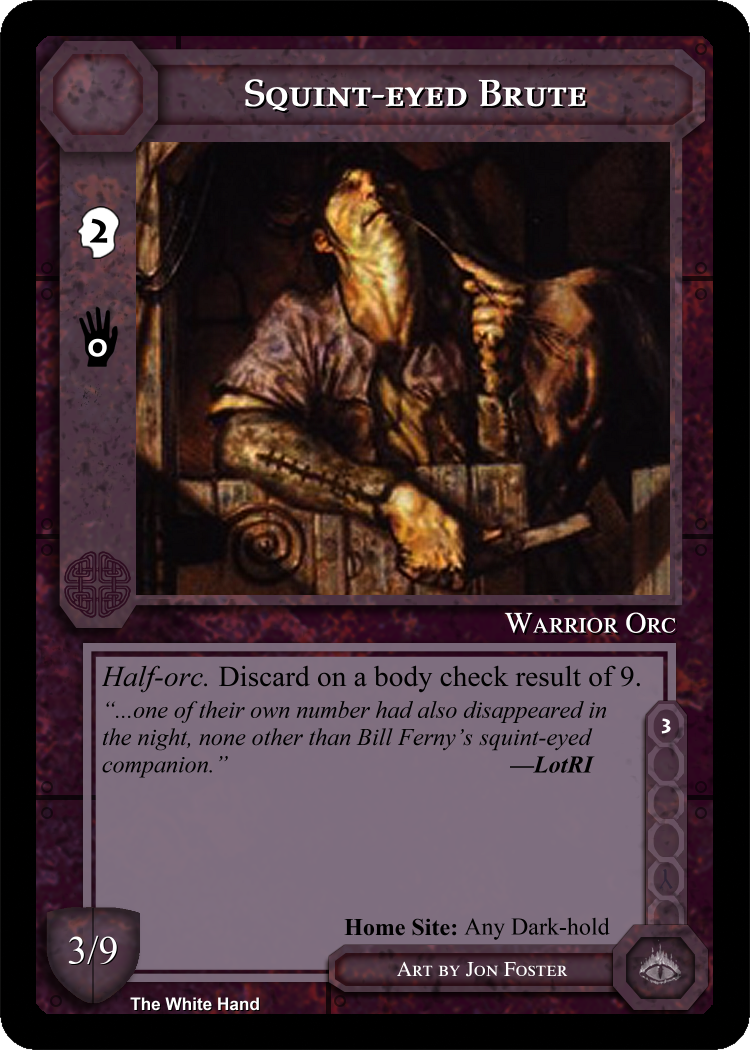 Squint-eyed Brute
2
0
Warrior Orc
Half-orc. Discard on a body check result of 9.
“...one of their own number had also disappeared in
the night, none other than Bill Ferny’s squint-eyed
companion.” —LotRI
3
Home Site: Any Dark-hold
3/9
Art by Jon Foster
The White Hand